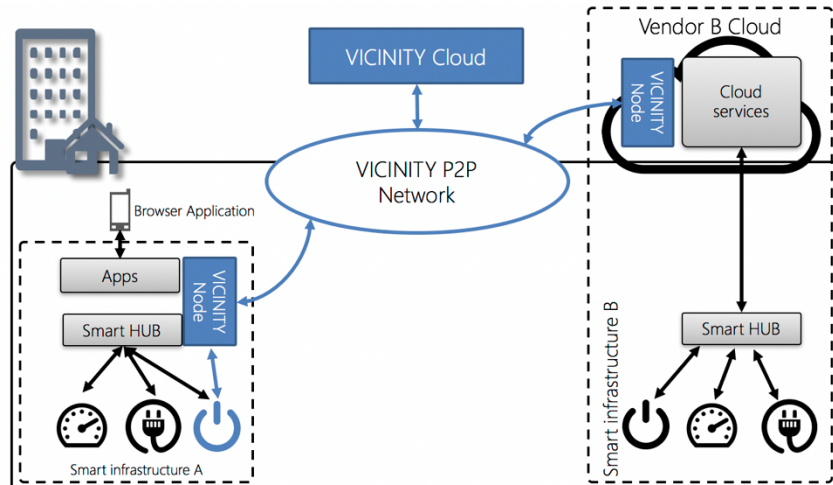 Vendor B Cloud
VICINITY Cloud
VICINITY
Node
Cloud
services
VICINITY P2P
Network
Browser Application
Apps
VICINITY
Node
Smart HUB
Smart infrastructure A
Smart infrastructure B
Smart HUB